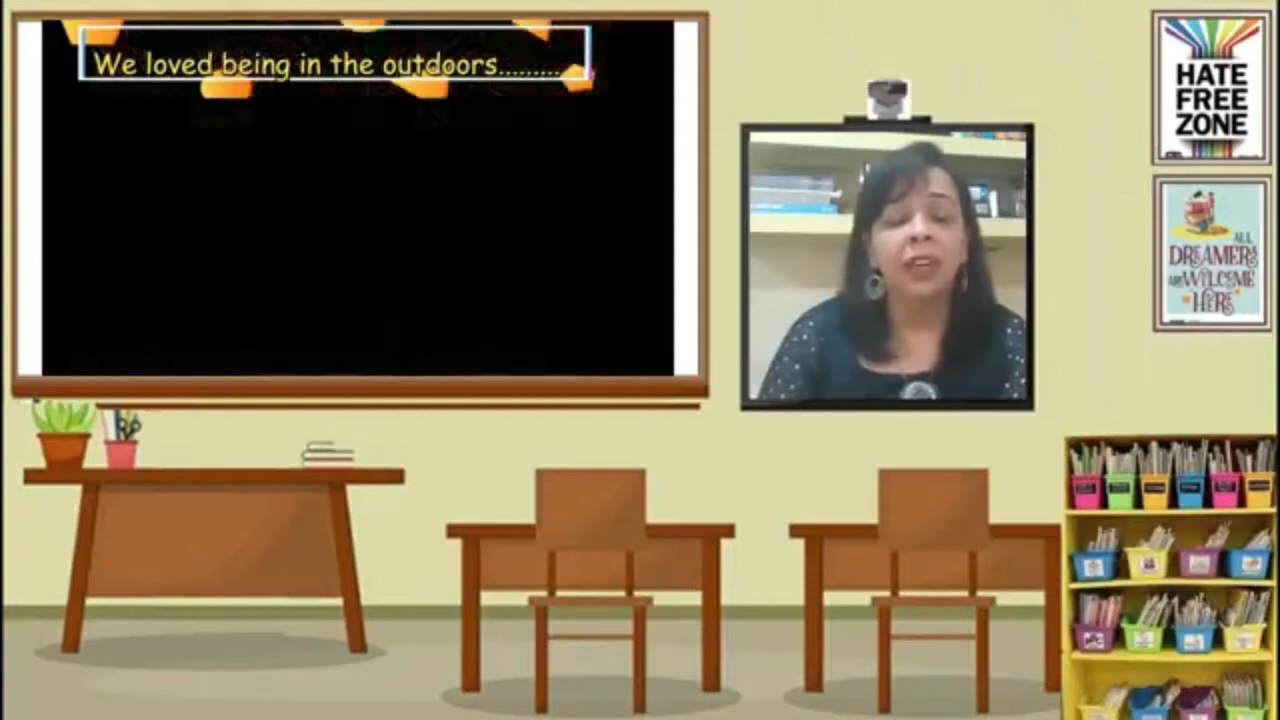 We loved being in the outdoors.........
HATE
FREE
ZONE
ALL
DREAMERS
ARE WELCOME
HERE